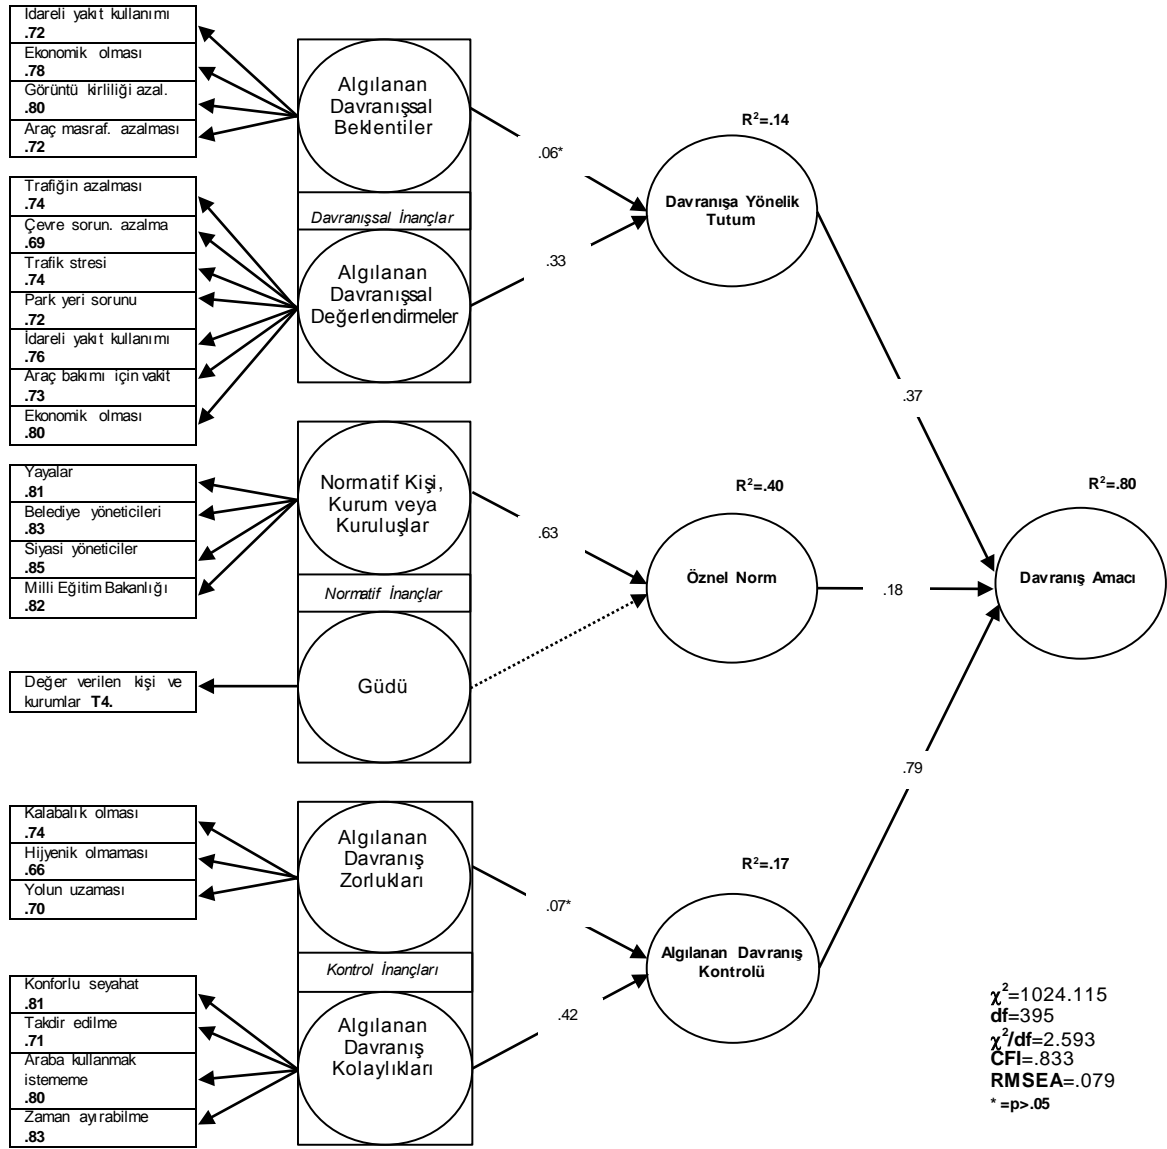 İdareli yakıt kullanımı
.72
Ekonomik olması
.78
Görüntü kirliliği azal.
.80
Araç masraf. azalması
.72
Trafiğin azalması
.74
Çevre sorun. azalma
.69
Trafik stresi
.74
Park yeri sorunu
.72
İdareli yakıt kullanımı
.76
Araç bakımı için vakit
.73
Ekonomik olması
.80
Yayalar
.81
Belediye yöneticileri
.83
Siyasi yöneticiler
.85
Milli Eğitim Bakanlığı
.82
Değer verilen kişi ve
kurumlar T4.
Kalabalık olması
.74
Hijyenik olmaması
.66
Yolun uzaması
.70
Konforlu seyahat
.81
Takdir edilme
.71
Araba kullanmak
istememe
.80
Zaman ayırabilme
.83
Algılanan
Davranışsal
Beklentiler
Davranışsal İnançlar
Algılanan
Davranışsal
Değerlendirmeler
Normatif Kişi,
Kurum veya
Kuruluşlar
Normatif İnançlar
Güdü
Algılanan
Davranış
Zorlukları
Kontrol İnançları
Algılanan
Davranış
Kolaylıkları
.06*
.33
.63
.07*
.42
R²=.14
Davranışa Yönelik
Tutum
R²=.40
Öznel Norm
R²=.17
Algılanan Davranış
Kontrolü
.37
.18
.79
R²=.80
Davranış Amacı
χ²=1024.115
df=395
χ²/df=2.593
CFI=.833
RMSEA=.079
* =p>.05